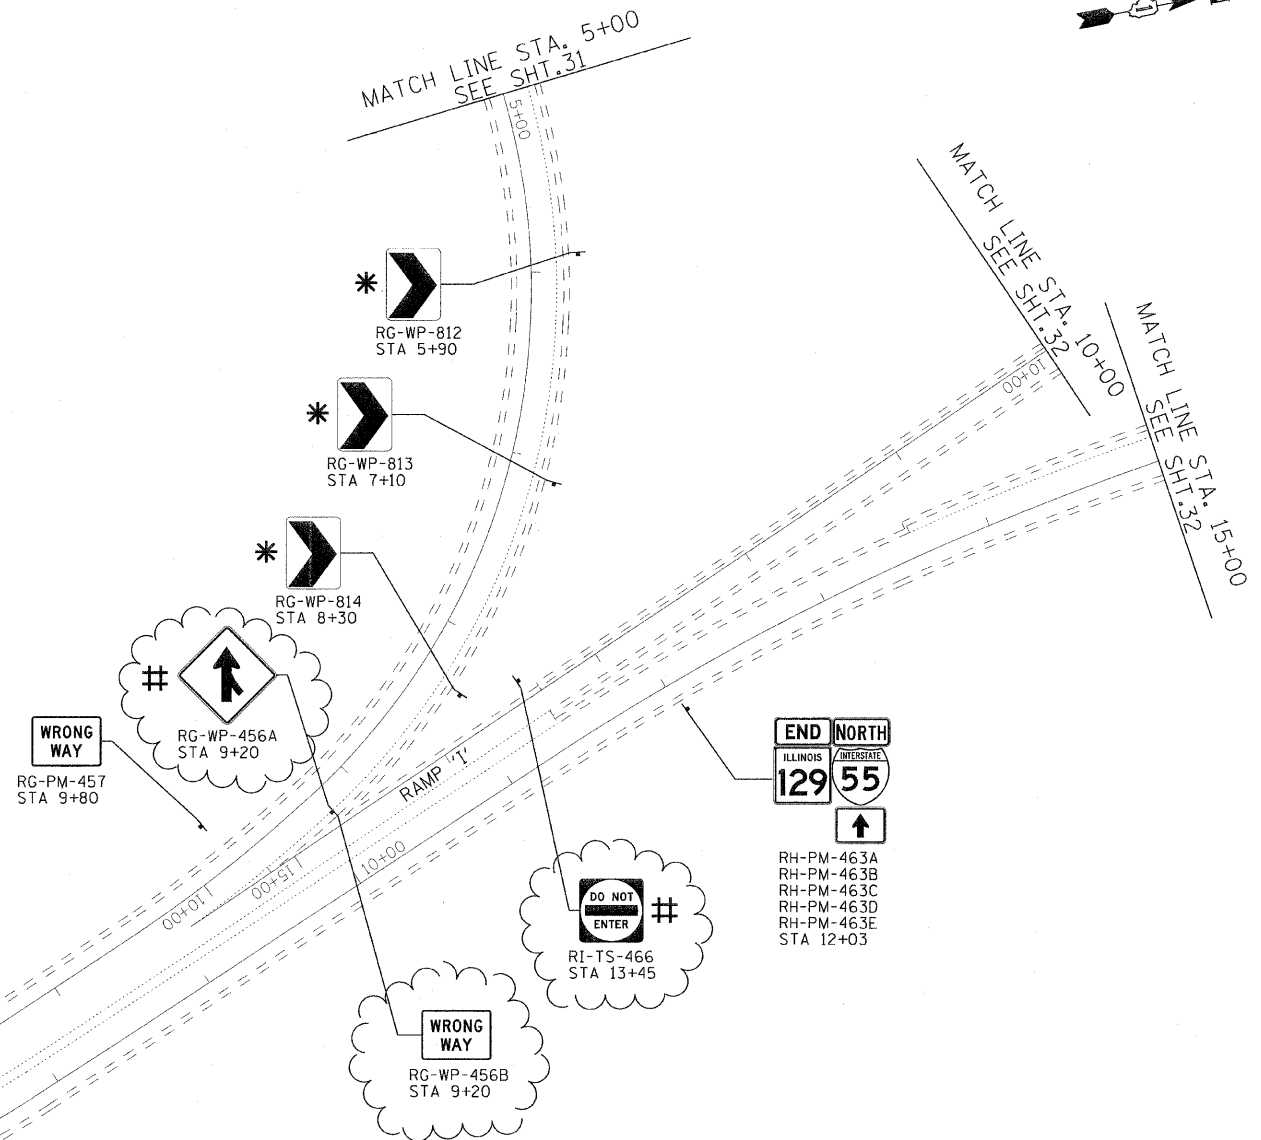 MATCH LINE STA. 5+00
SEE SHT.31
5+00
MATCH LINE STA. 10+00
SEE SHT.32
10+00
MATCH LINE STA. 15+00
SEE SHT.32
*
RG-WP-812
STA 5+90
*
RG-WP-813
STA 7+10
*
RG-WP-814
STA 8+30
#
RG-WP-456A
STA 9+20
WRONG
WAY
RG-PM-457
STA 9+80
RAMP 'I'
10+00
15+00
10+00
END
NORTH
ILLINOIS
129
INTERSTATE
55
RH-PM-463A
RH-PM-463B
RH-PM-463C
RH-PM-463D
RH-PM-463E
STA 12+03
DO NOT
ENTER
#
RI-TS-466
STA 13+45
WRONG
WAY
RG-WP-456B
STA 9+20